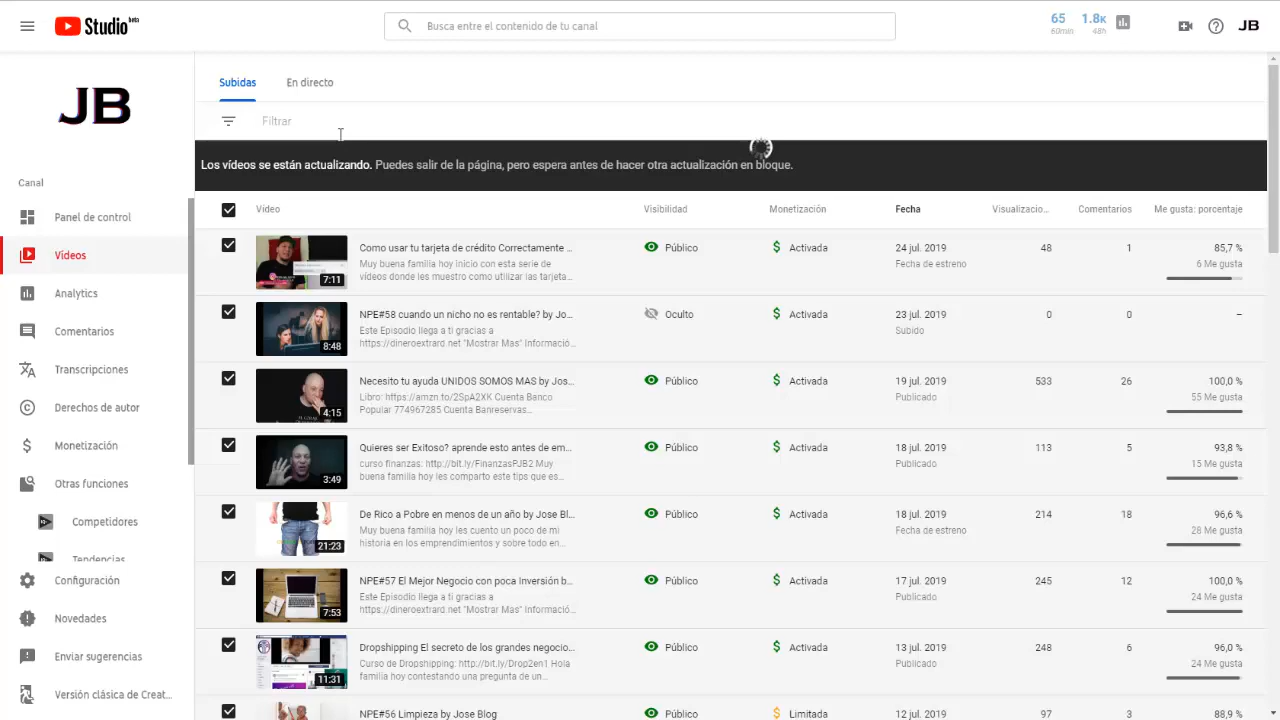 Studio beta
Busca entre el contenido de tu canal
65
60min
1.8K
48h
JB
JB
Canal
Panel de control
Vídeos
Analytics
Comentarios
Transcripciones
Derechos de autor
Monetización
Otras funciones
Competidores
Tendencias
Configuración
Novedades
Enviar sugerencias
Versión clásica de Creat...
Subidas En directo
Filtrar
Los vídeos se están actualizando. Puedes salir de la página, pero espera antes de hacer otra actualización en bloque.
Vídeo Visibilidad Monetización Fecha Visualizacio... Comentarios Me gusta: porcentaje
Como usar tu tarjeta de crédito Correctamente ... Público Activada 24 jul. 2019 48 1 85,7 %
Muy buena familia hoy inicio con esta serie de Fecha de estreno 6 Me gusta
vídeos donde les muestro como utilizar las tarjeta...
7:11
NPE#58 cuando un nicho no es rentable? by Jo... Oculto Activada 23 jul. 2019 0 0 –
Este Episodio llega a ti gracias a Subido
https://dineroextrard.net "Mostrar Mas" Informació...
8:48
Necesito tu ayuda UNIDOS SOMOS MAS by Jos... Público Activada 19 jul. 2019 533 26 100,0 %
Libro: https://amzn.to/2SpA2XK Cuenta Banco Publicado 55 Me gusta
Popular 774967285 Cuenta Banreservas...
4:15
Quieres ser Exitoso? aprende esto antes de em... Público Activada 18 jul. 2019 113 5 93,8 %
curso finanzas: http://bit.ly/FinanzasPJB2 Muy Publicado 15 Me gusta
buena familia hoy les comparto este tips que es...
3:49
De Rico a Pobre en menos de un año by Jose Bl... Público Activada 18 jul. 2019 214 18 96,6 %
Muy buena familia hoy les cuento un poco de mi Fecha de estreno 28 Me gusta
historia en los emprendimientos y sobre todo en...
21:23
NPE#57 El Mejor Negocio con poca Inversión b... Público Activada 17 jul. 2019 245 12 100,0 %
Este Episodio llega a ti gracias a Publicado 24 Me gusta
https://dineroextrard.net "Mostrar Mas" Informació...
7:53
Dropshipping El secreto de los grandes negocio... Público Activada 13 jul. 2019 248 6 96,0 %
Curso de Dropshipping: http://bit.ly/Drop2en1 Hola Publicado 24 Me gusta
familia hoy contesto una pregunta de un...
11:31
NPE#56 Limpieza by Jose Blog Público Limitada 12 jul. 2019 97 3 88,9 %